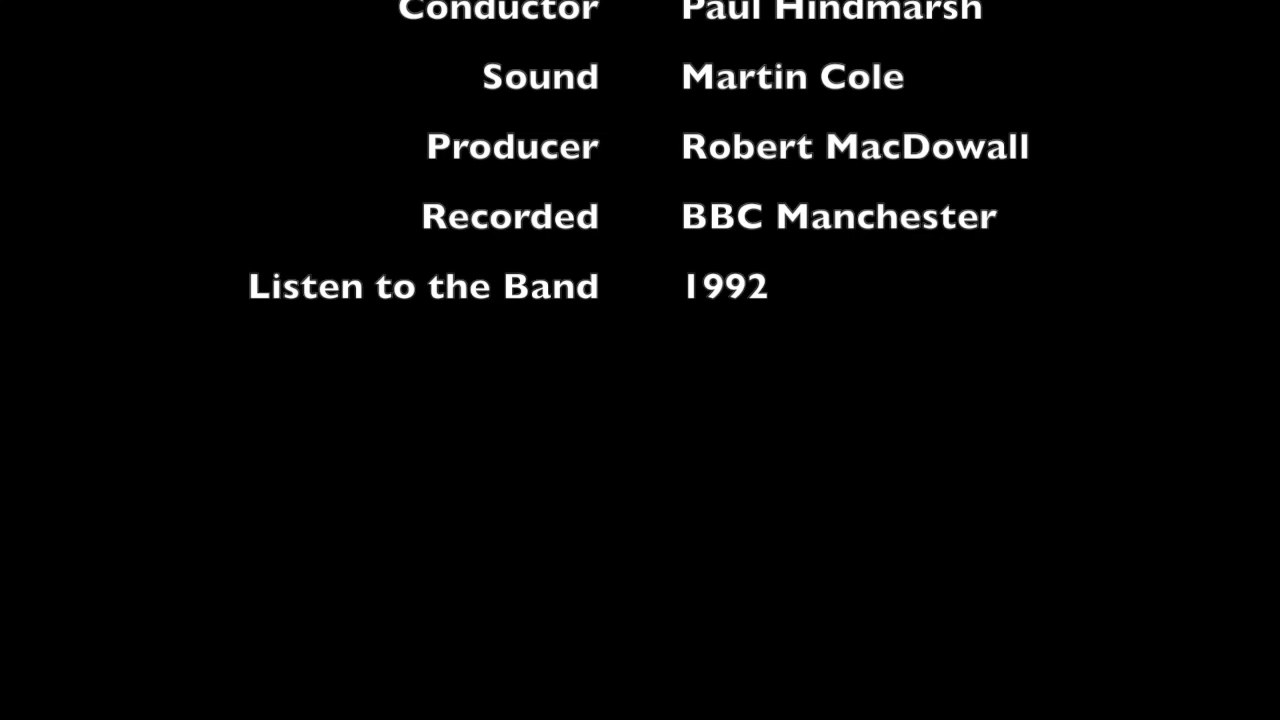 Conductor Paul Hindmarsh
Sound Martin Cole
Producer Robert MacDowall
Recorded BBC Manchester
Listen to the Band 1992